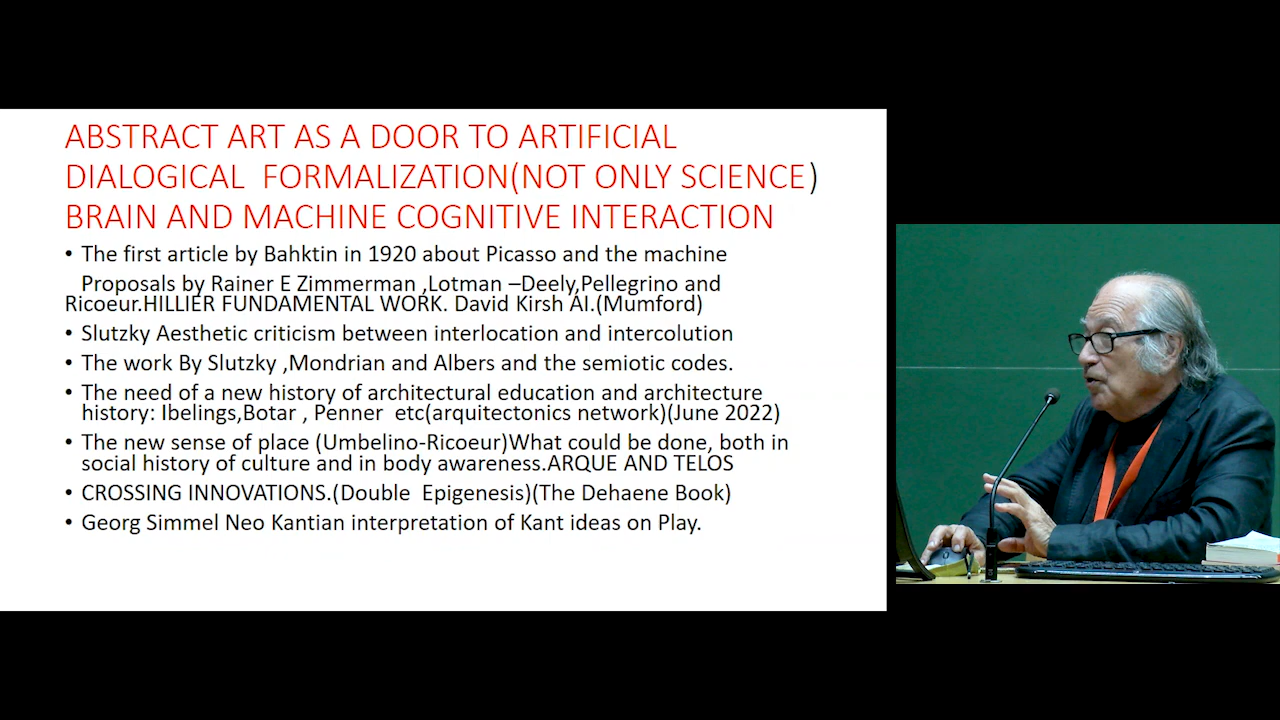 ABSTRACT ART AS A DOOR TO ARTIFICIAL
DIALOGICAL FORMALIZATION(NOT ONLY SCIENCE)
BRAIN AND MACHINE COGNITIVE INTERACTION
• The first article by Bahktin in 1920 about Picasso and the machine
Proposals by Rainer E Zimmerman ,Lotman –Deely,Pellegrino and
Ricoeur.HILLIER FUNDAMENTAL WORK. David Kirsh AI.(Mumford)
• Slutzky Aesthetic criticism between interlocation and intercolution
• The work By Slutzky ,Mondrian and Albers and the semiotic codes.
• The need of a new history of architectural education and architecture
history: Ibelings,Botar , Penner etc(arquitectonics network)(June 2022)
• The new sense of place (Umbelino-Ricoeur)What could be done, both in
social history of culture and in body awareness.ARQUE AND TELOS
• CROSSING INNOVATIONS.(Double Epigenesis)(The Dehaene Book)
• Georg Simmel Neo Kantian interpretation of Kant ideas on Play.